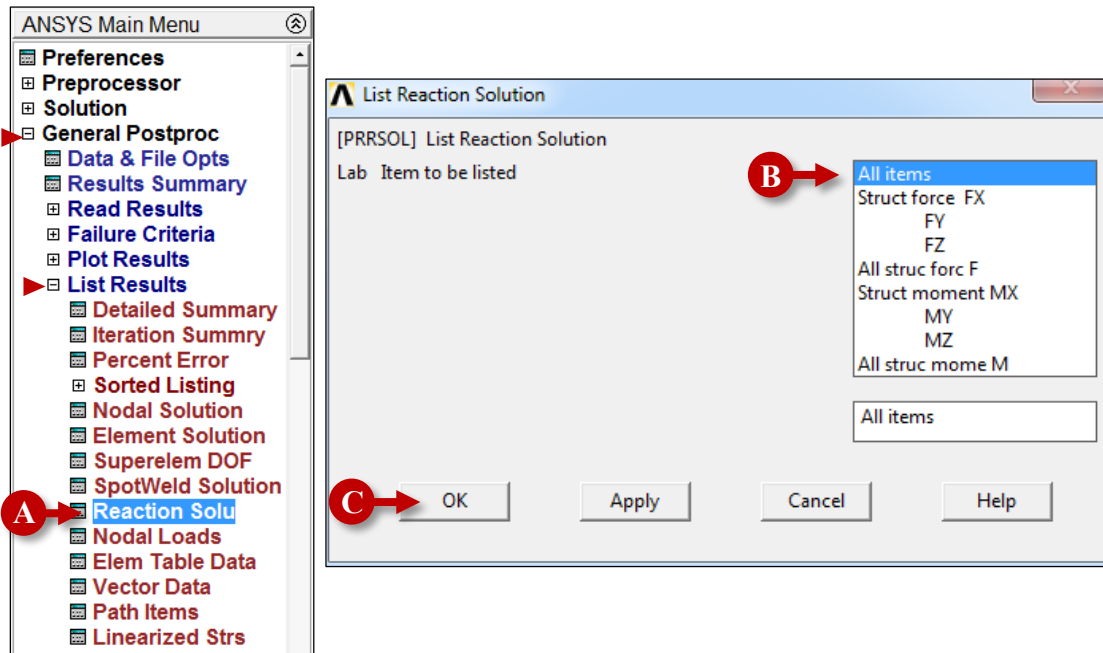 ANSYS Main Menu
Preferences
Preprocessor
Solution
General Postproc
Data & File Opts
Results Summary
Read Results
Failure Criteria
Plot Results
List Results
Detailed Summary
Iteration Summry
Percent Error
Sorted Listing
Nodal Solution
Element Solution
Superelem DOF
SpotWeld Solution
A
Reaction Solu
Nodal Loads
Elem Table Data
Vector Data
Path Items
Linearized Strs
List Reaction Solution
X
[PRRSOL] List Reaction Solution
Lab Item to be listed
B
All items
Struct force FX
FY
FZ
All struc forc F
Struct moment MX
MY
MZ
All struc mome M
All items
C
OK Apply Cancel Help